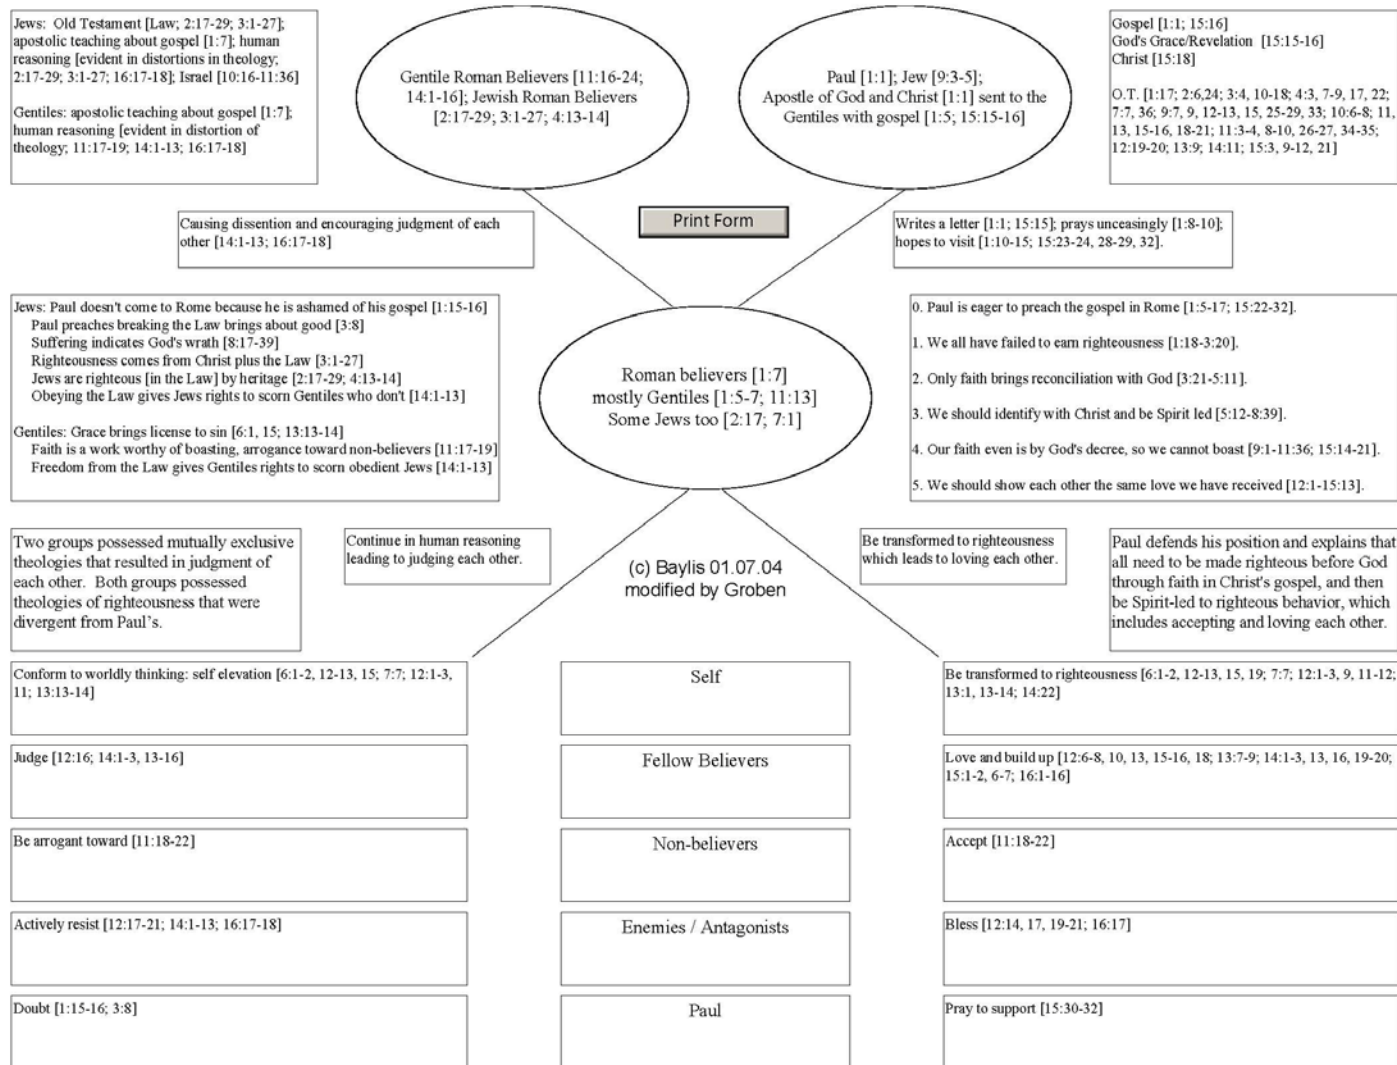 Jews: Old Testament [Law; 2:17-29; 3:1-27];
apostolic teaching about gospel [1:7]; human
reasoning [evident in distortions in theology;
2:17-29; 3:1-27; 16:17-18]; Israel [10:16-11:36]
Gentiles: apostolic teaching about gospel [1:7];
human reasoning [evident in distortion of
theology; 11:17-19; 14:1-13; 16:17-18]
Gentile Roman Believers [11:16-24;
14:1-16]; Jewish Roman Believers
[2:17-29; 3:1-27; 4:13-14]
Paul [1:1]; Jew [9:3-5];
Apostle of God and Christ [1:1] sent to the
Gentiles with gospel [1:5; 15:15-16]
Gospel [1:1; 15:16]
God's Grace/Revelation [15:15-16]
Christ [15:18]
O.T. [1:17; 2:6,24; 3:4, 10-18; 4:3, 7-9, 17, 22;
7:7, 36; 9:7, 9, 12-13, 15, 25-29, 33; 10:6-8; 11,
13, 15-16, 18-21; 11:3-4, 8-10, 26-27, 34-35;
12:19-20; 13:9; 14:11; 15:3, 9-12, 21]
Causing dissention and encouraging judgment of each
other [14:1-13; 16:17-18]
Print Form
Writes a letter [1:1; 15:15]; prays unceasingly [1:8-10];
hopes to visit [1:10-15; 15:23-24, 28-29, 32].
Jews: Paul doesn't come to Rome because he is ashamed of his gospel [1:15-16]
Paul preaches breaking the Law brings about good [3:8]
Suffering indicates God's wrath [8:17-39]
Righteousness comes from Christ plus the Law [3:1-27]
Jews are righteous [in the Law] by heritage [2:17-29; 4:13-14]
Obeying the Law gives Jews rights to scorn Gentiles who don't [14:1-13]
Gentiles: Grace brings license to sin [6:1, 15; 13:13-14]
Faith is a work worthy of boasting, arrogance toward non-believers [11:17-19]
Freedom from the Law gives Gentiles rights to scorn obedient Jews [14:1-13]
Roman believers [1:7]
mostly Gentiles [1:5-7; 11:13]
Some Jews too [2:17; 7:1]
0. Paul is eager to preach the gospel in Rome [1:5-17; 15:22-32].
1. We all have failed to earn righteousness [1:18-3:20].
2. Only faith brings reconciliation with God [3:21-5:11].
3. We should identify with Christ and be Spirit led [5:12-8:39].
4. Our faith even is by God's decree, so we cannot boast [9:1-11:36; 15:14-21].
5. We should show each other the same love we have received [12:1-15:13].
Two groups possessed mutually exclusive
theologies that resulted in judgment of
each other. Both groups possessed
theologies of righteousness that were
divergent from Paul's.
Continue in human reasoning
leading to judging each other.
(c) Baylis 01.07.04
modified by Groben
Be transformed to righteousness
which leads to loving each other.
Paul defends his position and explains that
all need to be made righteous before God
through faith in Christ's gospel, and then
be Spirit-led to righteous behavior, which
includes accepting and loving each other.
Conform to worldly thinking: self elevation [6:1-2, 12-13, 15; 7:7; 12:1-3,
11; 13:13-14]
Self
Be transformed to righteousness [6:1-2, 12-13, 15, 19; 7:7; 12:1-3, 9, 11-12;
13:1, 13-14; 14:22]
Judge [12:16; 14:1-3, 13-16]
Fellow Believers
Love and build up [12:6-8, 10, 13, 15-16, 18; 13:7-9; 14:1-3, 13, 16, 19-20;
15:1-2, 6-7; 16:1-16]
Be arrogant toward [11:18-22]
Non-believers
Accept [11:18-22]
Actively resist [12:17-21; 14:1-13; 16:17-18]
Enemies / Antagonists
Bless [12:14, 17, 19-21; 16:17]
Doubt [1:15-16; 3:8]
Paul
Pray to support [15:30-32]